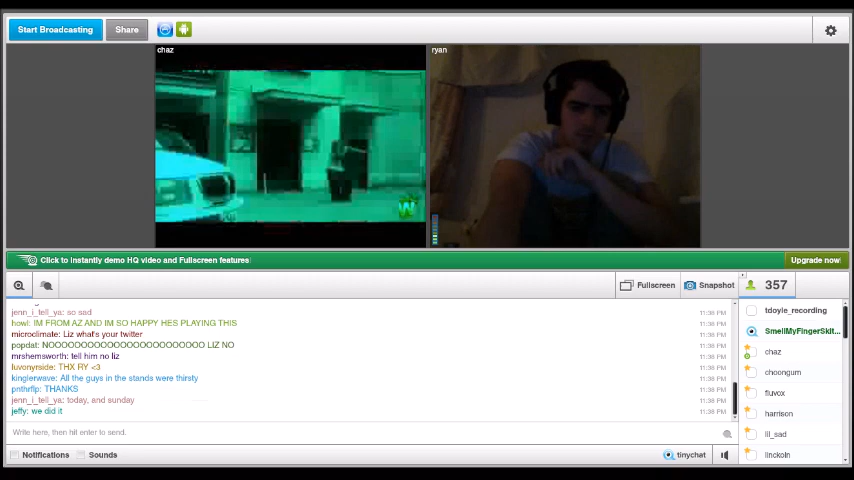 Start Broadcasting
Share
chaz
ryan
Click to instantly demo HQ video and Fullscreen features
Upgrade now
Fullscreen
Snapshot
357
jenn_i_tell_ya: so sad 11:38 PM
howl: IM FROM AZ AND IM SO HAPPY HES PLAYING THIS 11:38 PM
microclimate: Liz what's your twitter 11:38 PM
popdat: NOOOOOOOOOOOOOOOOOOOOOOO LIZ NO 11:38 PM
mrshemsworth: tell him no liz 11:38 PM
luvonyrside: THX RY <3 11:38 PM
kinglerwave: All the guys in the stands were thirsty 11:38 PM
pnthrflp: THANKS 11:38 PM
jenn_i_tell_ya: today, and sunday 11:38 PM
jeffy: we did it 11:38 PM
Write here, then hit enter to send.
Notifications
Sounds
tinychat
tdoyle_recording
SmellMyFingerSkit...
chaz
choongum
fluvox
harrison
lil_sad
linckoln